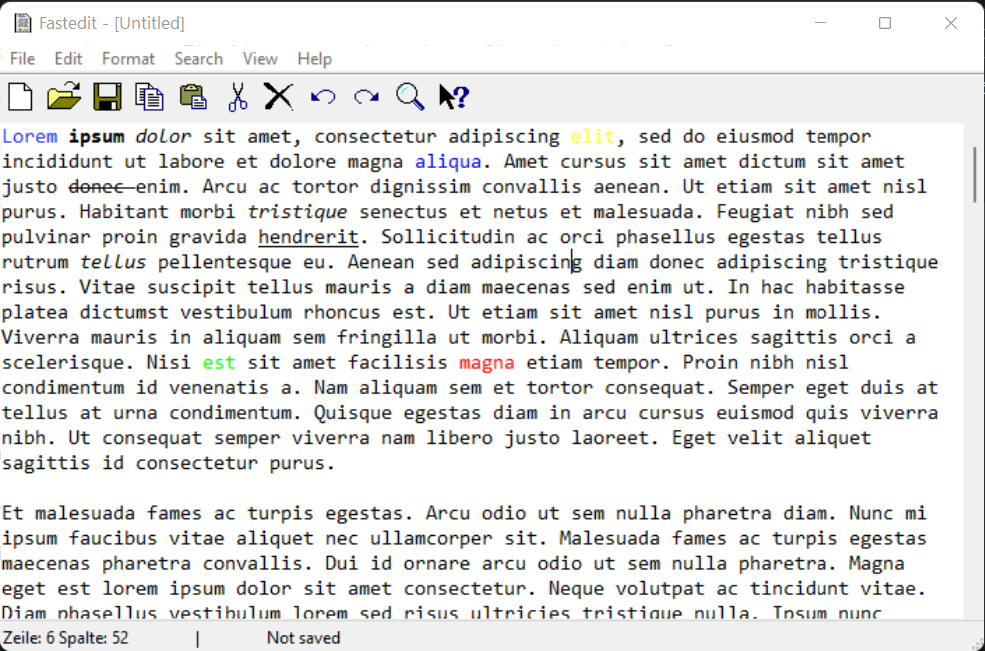 Fastedit - [Untitled]
File Edit Format Search View Help
Lorem ipsum dolor sit amet, consectetur adipiscing elit, sed do eiusmod tempor
incididunt ut labore et dolore magna aliqua. Amet cursus sit amet dictum sit amet
justo donec enim. Arcu ac tortor dignissim convallis aenean. Ut etiam sit amet nisl
purus. Habitant morbi tristique senectus et netus et malesuada. Feugiat nibh sed
pulvinar proin gravida hendrerit. Sollicitudin ac orci phasellus egestas tellus
rutrum tellus pellentesque eu. Aenean sed adipiscing diam donec adipiscing tristique
risus. Vitae suscipit tellus mauris a diam maecenas sed enim ut. In hac habitasse
platea dictumst vestibulum rhoncus est. Ut etiam sit amet nisl purus in mollis.
Viverra mauris in aliquam sem fringilla ut morbi. Aliquam ultrices sagittis orci a
scelerisque. Nisi est sit amet facilisis magna etiam tempor. Proin nibh nisl
condimentum id venenatis a. Nam aliquam sem et tortor consequat. Semper eget duis at
tellus at urna condimentum. Quisque egestas diam in arcu cursus euismod quis viverra
nibh. Ut consequat semper viverra nam libero justo laoreet. Eget velit aliquet
sagittis id consectetur purus.
Et malesuada fames ac turpis egestas. Arcu odio ut sem nulla pharetra diam. Nunc mi
ipsum faucibus vitae aliquet nec ullamcorper sit. Malesuada fames ac turpis egestas
maecenas pharetra convallis. Dui id ornare arcu odio ut sem nulla pharetra. Magna
eget est lorem ipsum dolor sit amet consectetur. Neque volutpat ac tincidunt vitae.
Diam phasellus vestibulum lorem sed risus ultricies tristique nulla. Ipsum nunc
Zeile: 6 Spalte: 52 | Not saved